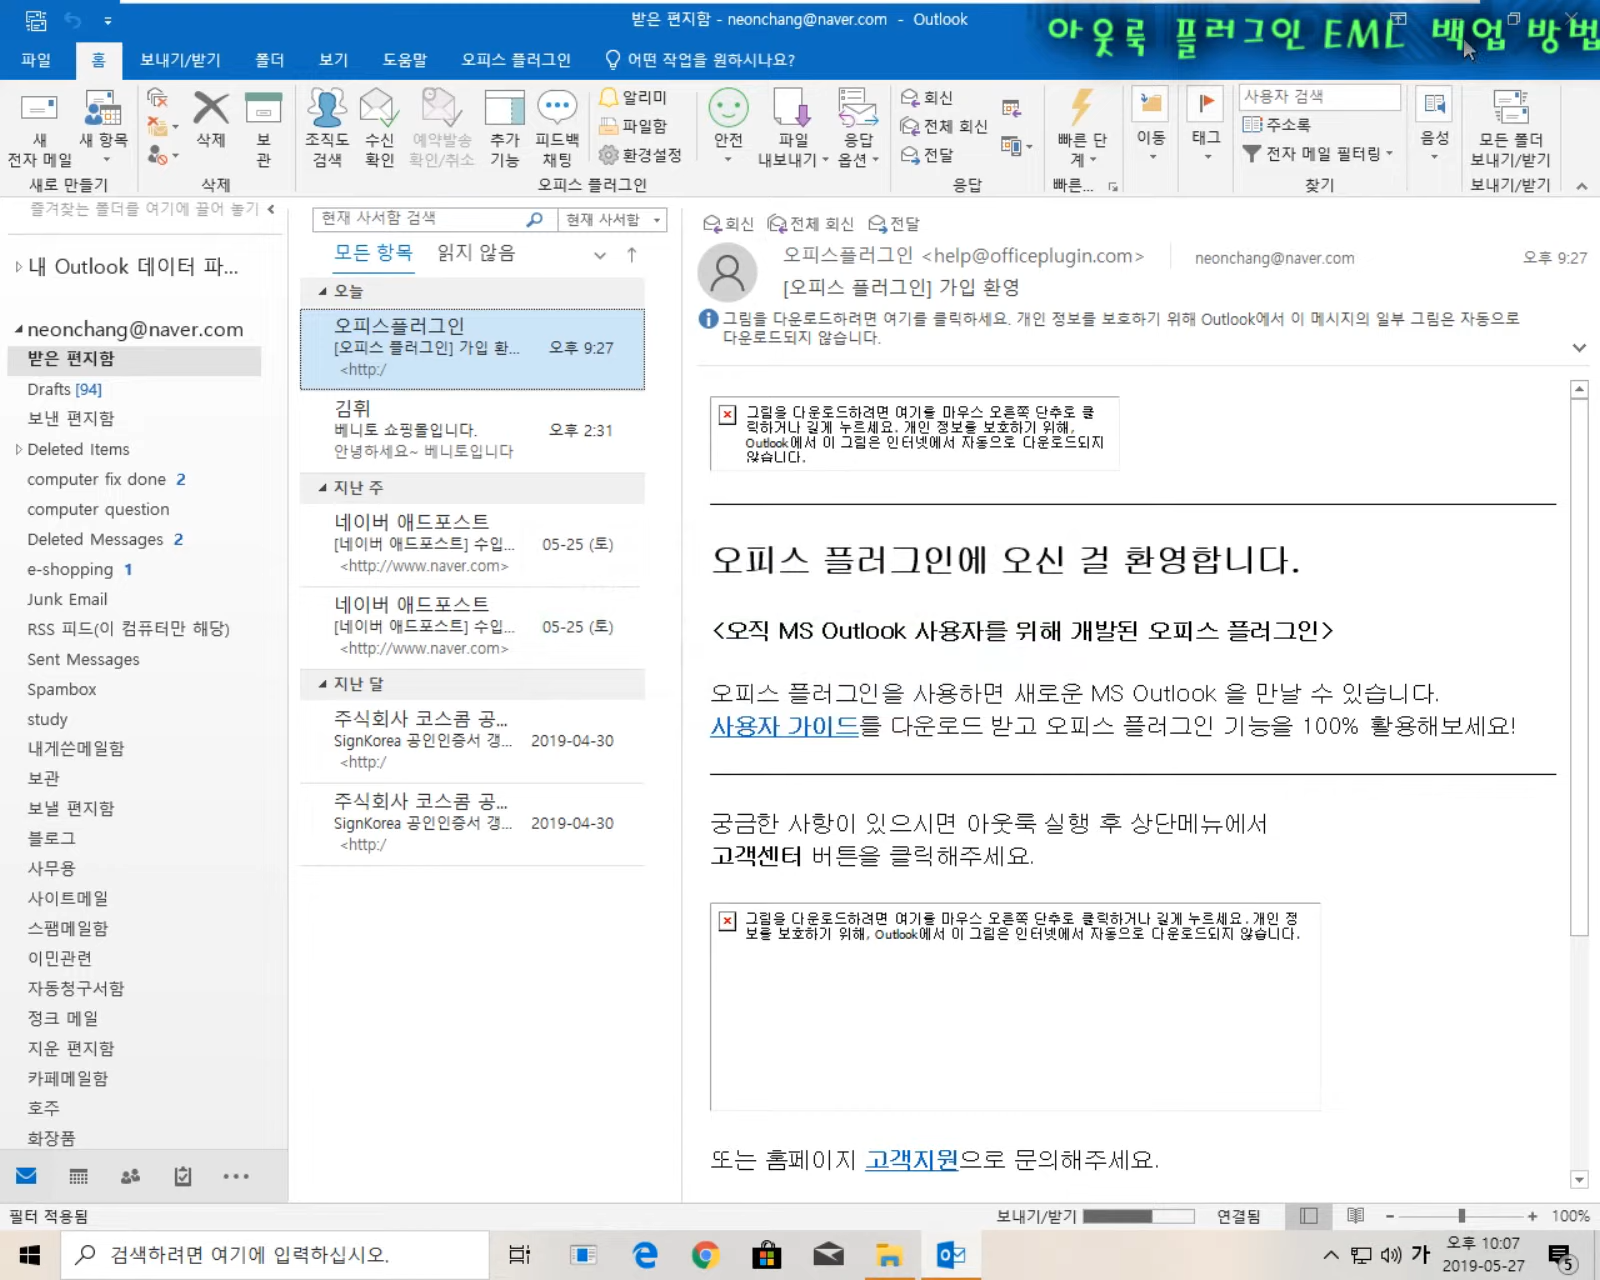 받은 편지함 - neonchang@naver.com - Outlook
아웃룩 플러그인 EML 백업 방법
파일 홈 보내기/받기 폴더 보기 도움말 오피스 플러그인 어떤 작업을 원하시나요?
새 전자 메일
새 항목
새로 만들기
삭제
보관
삭제
조직도 검색
수신 확인
예약발송 확인/취소
추가 기능
피드백 채팅
알리미
파일함
환경설정
오피스 플러그인
안전
파일 내보내기
응답 옵션
회신
전체 회신
전달
응답
빠른 단계
빠른...
이동
태그
사용자 검색
주소록
전자 메일 필터링
찾기
음성
모든 폴더 보내기/받기
보내기/받기
즐겨찾는 폴더를 여기에 끌어 놓기
내 Outlook 데이터 파...
neonchang@naver.com
받은 편지함
Drafts [94]
보낸 편지함
Deleted Items
computer fix done 2
computer question
Deleted Messages 2
e-shopping 1
Junk Email
RSS 피드(이 컴퓨터만 해당)
Sent Messages
Spambox
study
내게쓴메일함
보관
보낼 편지함
블로그
사무용
사이트메일
스팸메일함
이민관련
자동청구서함
정크 메일
지운 편지함
카페메일함
호주
화장품
현재 사서함 검색 현재 사서함
모든 항목 읽지 않음
오늘
오피스플러그인
[오피스 플러그인] 가입 환... 오후 9:27
<http:/
김휘
베니토 쇼핑몰입니다. 오후 2:31
안녕하세요~ 베니토입니다
지난 주
네이버 애드포스트
[네이버 애드포스트] 수입... 05-25 (토)
<http://www.naver.com>
네이버 애드포스트
[네이버 애드포스트] 수입... 05-25 (토)
<http://www.naver.com>
지난 달
주식회사 코스콤 공...
SignKorea 공인인증서 갱... 2019-04-30
<http:/
주식회사 코스콤 공...
SignKorea 공인인증서 갱... 2019-04-30
<http:/
회신 전체 회신 전달
오피스플러그인 <help@officeplugin.com> neonchang@naver.com 오후 9:27
[오피스 플러그인] 가입 환영
그림을 다운로드하려면 여기를 클릭하세요. 개인 정보를 보호하기 위해 Outlook에서 이 메시지의 일부 그림은 자동으로
다운로드되지 않습니다.
그림을 다운로드하려면 여기를 마우스 오른쪽 단추로 클
릭하거나 길게 누르세요. 개인 정보를 보호하기 위해,
Outlook에서 이 그림은 인터넷에서 자동으로 다운로드되지
않습니다.
오피스 플러그인에 오신 걸 환영합니다.
<오직 MS Outlook 사용자를 위해 개발된 오피스 플러그인>
오피스 플러그인을 사용하면 새로운 MS Outlook 을 만날 수 있습니다.
사용자 가이드를 다운로드 받고 오피스 플러그인 기능을 100% 활용해보세요!
궁금한 사항이 있으시면 아웃룩 실행 후 상단메뉴에서
고객센터 버튼을 클릭해주세요.
그림을 다운로드하려면 여기를 마우스 오른쪽 단추로 클릭하거나 길게 누르세요. 개인 정
보를 보호하기 위해, Outlook에서 이 그림은 인터넷에서 자동으로 다운로드되지 않습니다.
또는 홈페이지 고객지원으로 문의해주세요.
필터 적용됨 보내기/받기 연결됨 100%
검색하려면 여기에 입력하십시오. 가 오후 10:07
2019-05-27 5